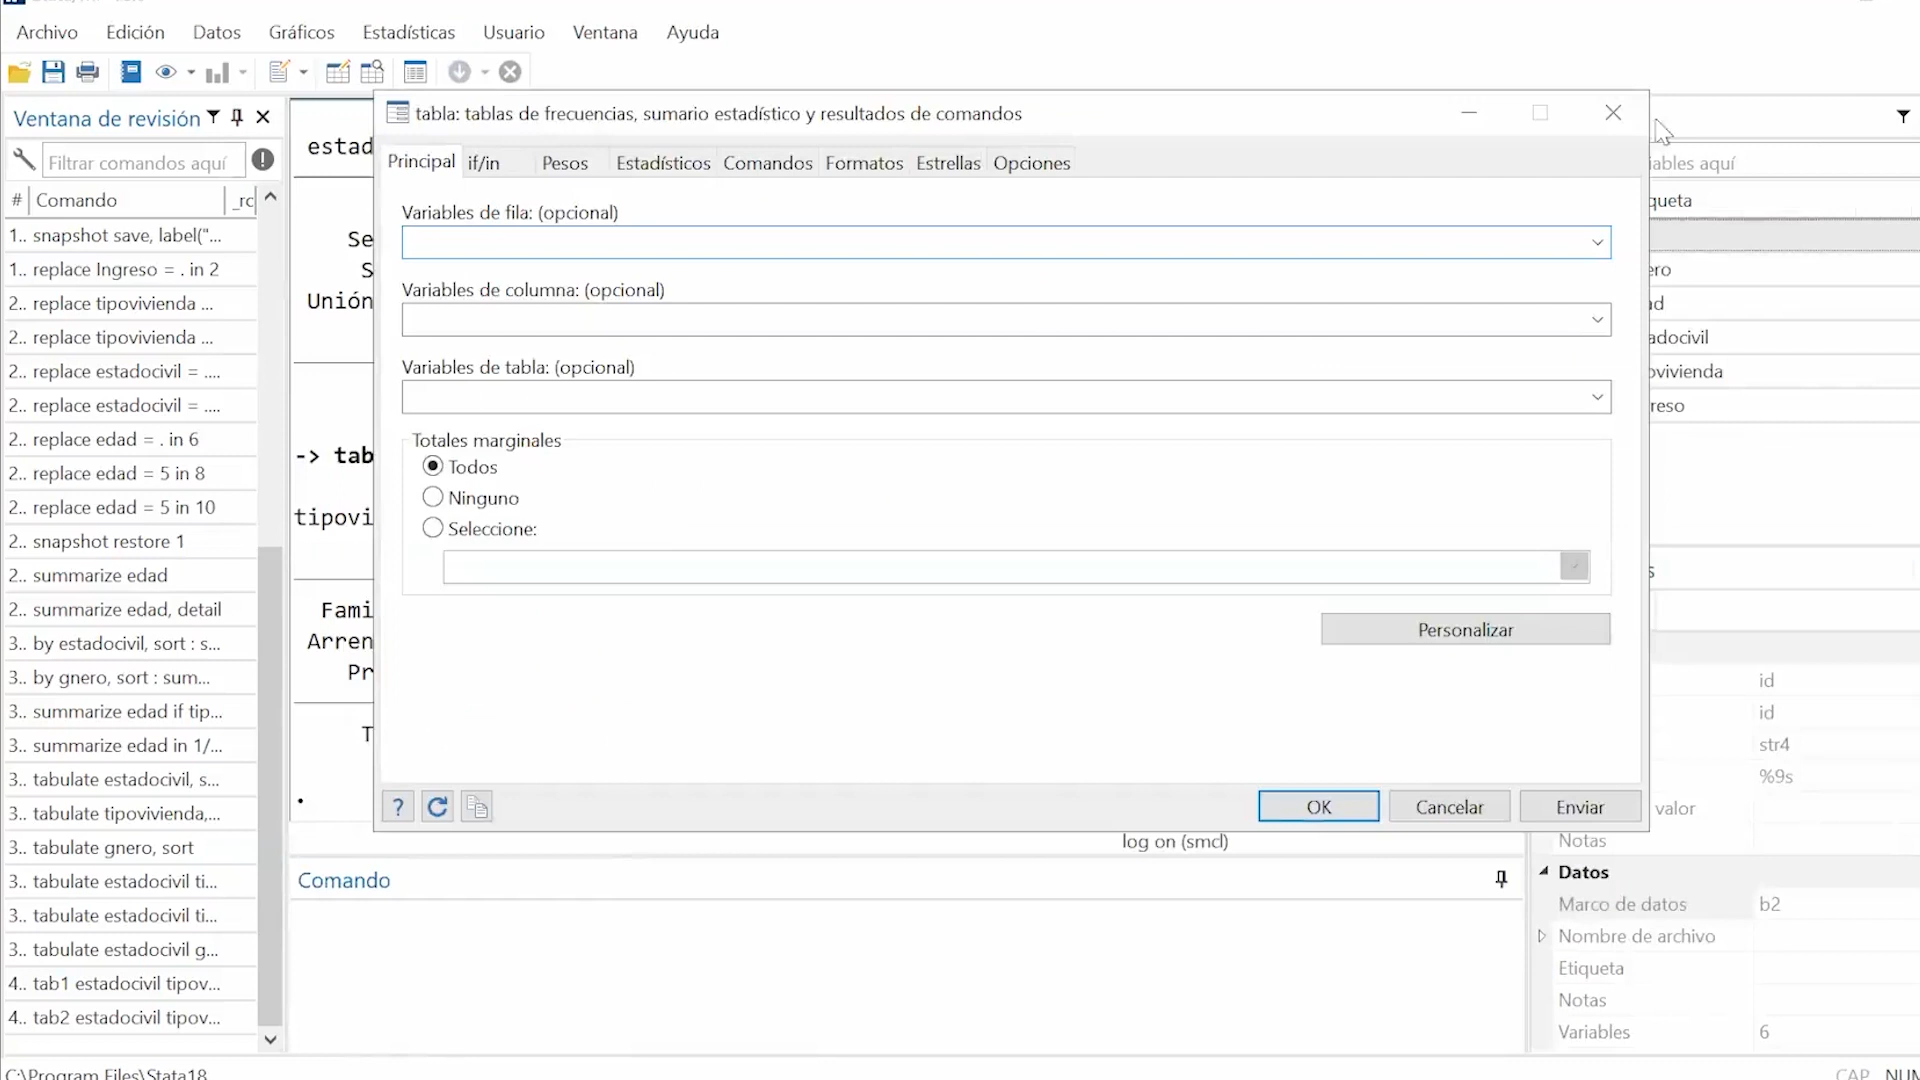 Archivo Edición Datos Gráficos Estadísticas Usuario Ventana Ayuda
Ventana de revisión
Filtrar comandos aquí
# Comando _rc
1.. snapshot save, label("...
1.. replace Ingreso = . in 2
2.. replace tipovivienda ...
2.. replace tipovivienda ...
2.. replace estadocivil = ....
2.. replace estadocivil = ....
2.. replace edad = . in 6
2.. replace edad = 5 in 8
2.. replace edad = 5 in 10
2.. snapshot restore 1
2.. summarize edad
2.. summarize edad, detail
3.. by estadocivil, sort : s...
3.. by gnero, sort : sum...
3.. summarize edad if tip...
3.. summarize edad in 1/...
3.. tabulate estadocivil, s...
3.. tabulate tipovivienda,...
3.. tabulate gnero, sort
3.. tabulate estadocivil ti...
3.. tabulate estadocivil ti...
3.. tabulate estadocivil g...
4.. tab1 estadocivil tipov...
4.. tab2 estadocivil tipov...
estad
Se
S
Unión
-> tab
tipovi
Fami
Arren
Pr
T
.
tabla: tablas de frecuencias, sumario estadístico y resultados de comandos
Principal if/in Pesos Estadísticos Comandos Formatos Estrellas Opciones
Variables de fila: (opcional)
Variables de columna: (opcional)
Variables de tabla: (opcional)
Totales marginales
Todos
Ninguno
Seleccione:
Personalizar
? OK Cancelar Enviar
log on (smcl)
Comando
iables aquí
queta
ero
ad
adocivil
ovivienda
reso
s
id
id
str4
%9s
valor
Notas
Datos
Marco de datos b2
Nombre de archivo
Etiqueta
Notas
Variables 6
C:\Program Files\Stata18
CAP NUM